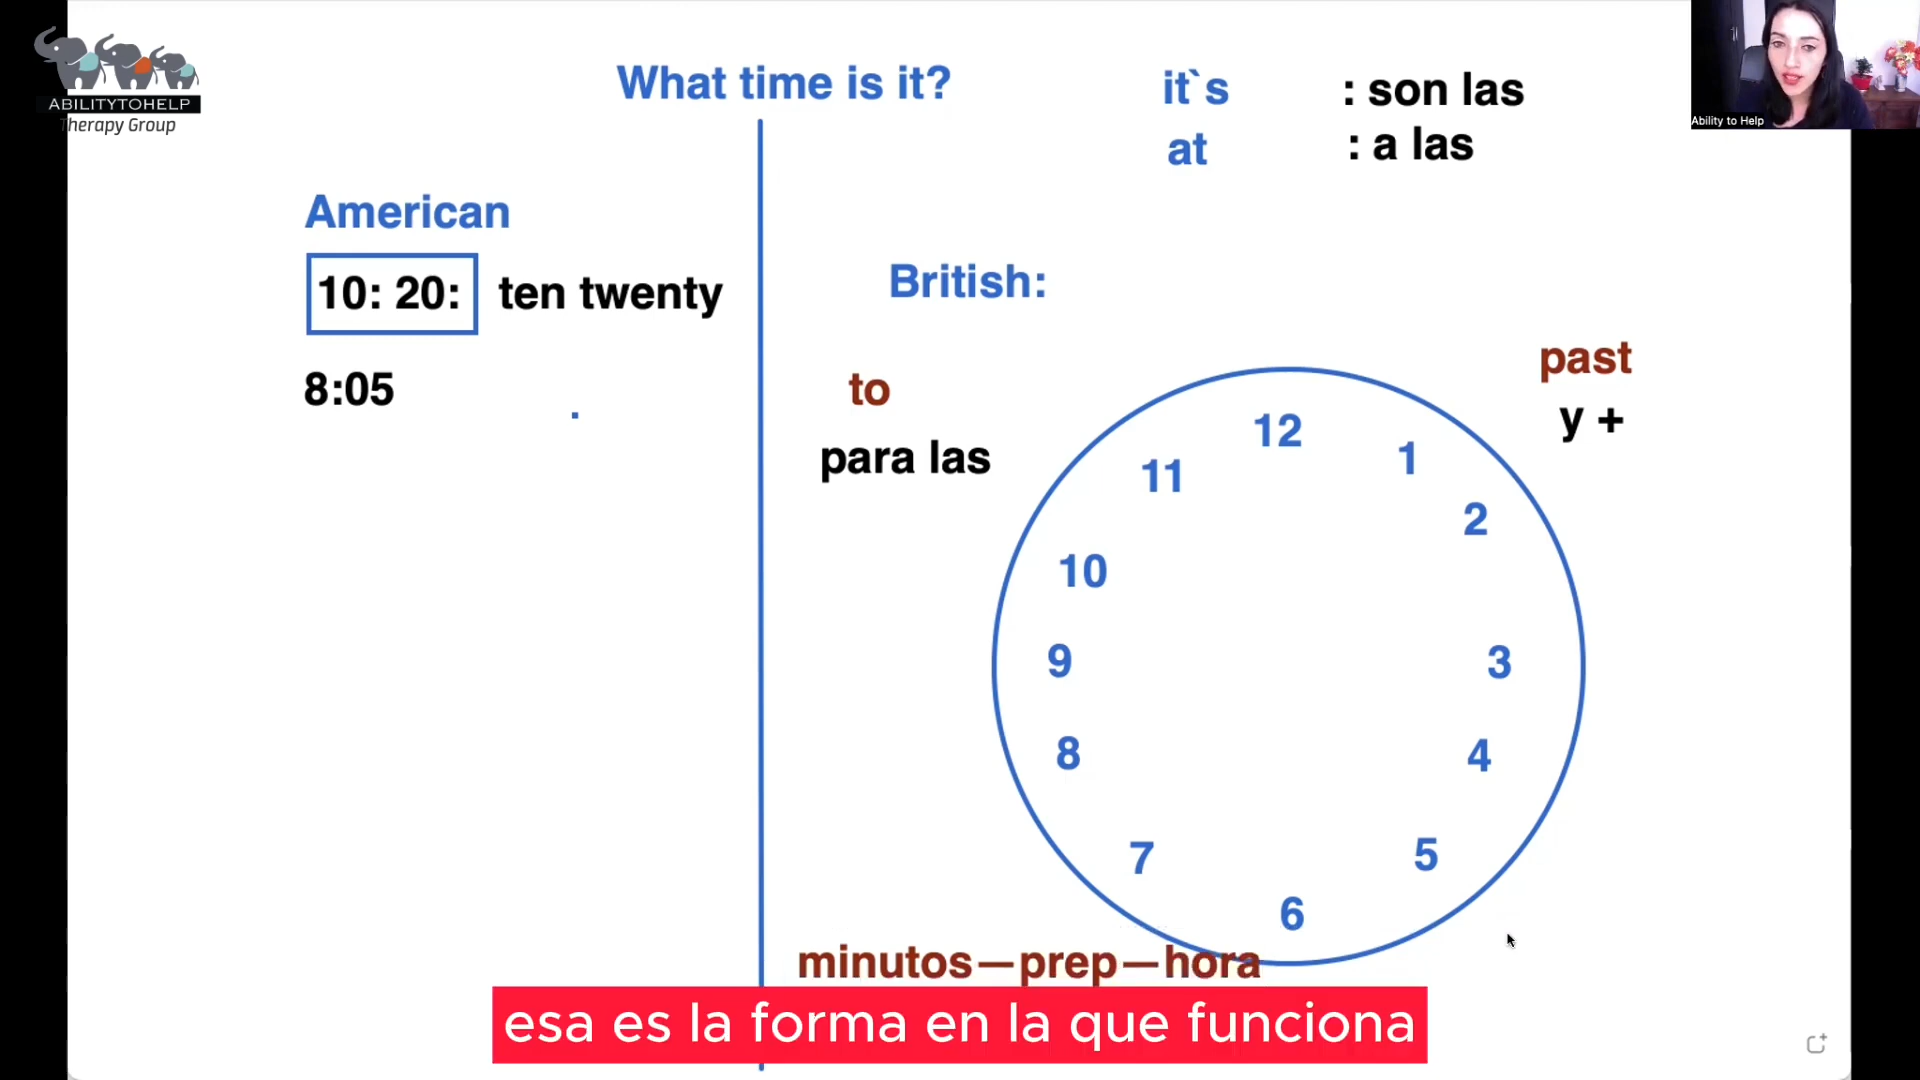 ABILITYTOHELP
Therapy Group
What time is it?
it`s : son las
at : a las
Ability to Help
American
10: 20: ten twenty
8:05
British:
to
para las
past
y +
12
1
2
3
4
5
6
7
8
9
10
11
minutos—prep—hora
esa es la forma en la que funciona